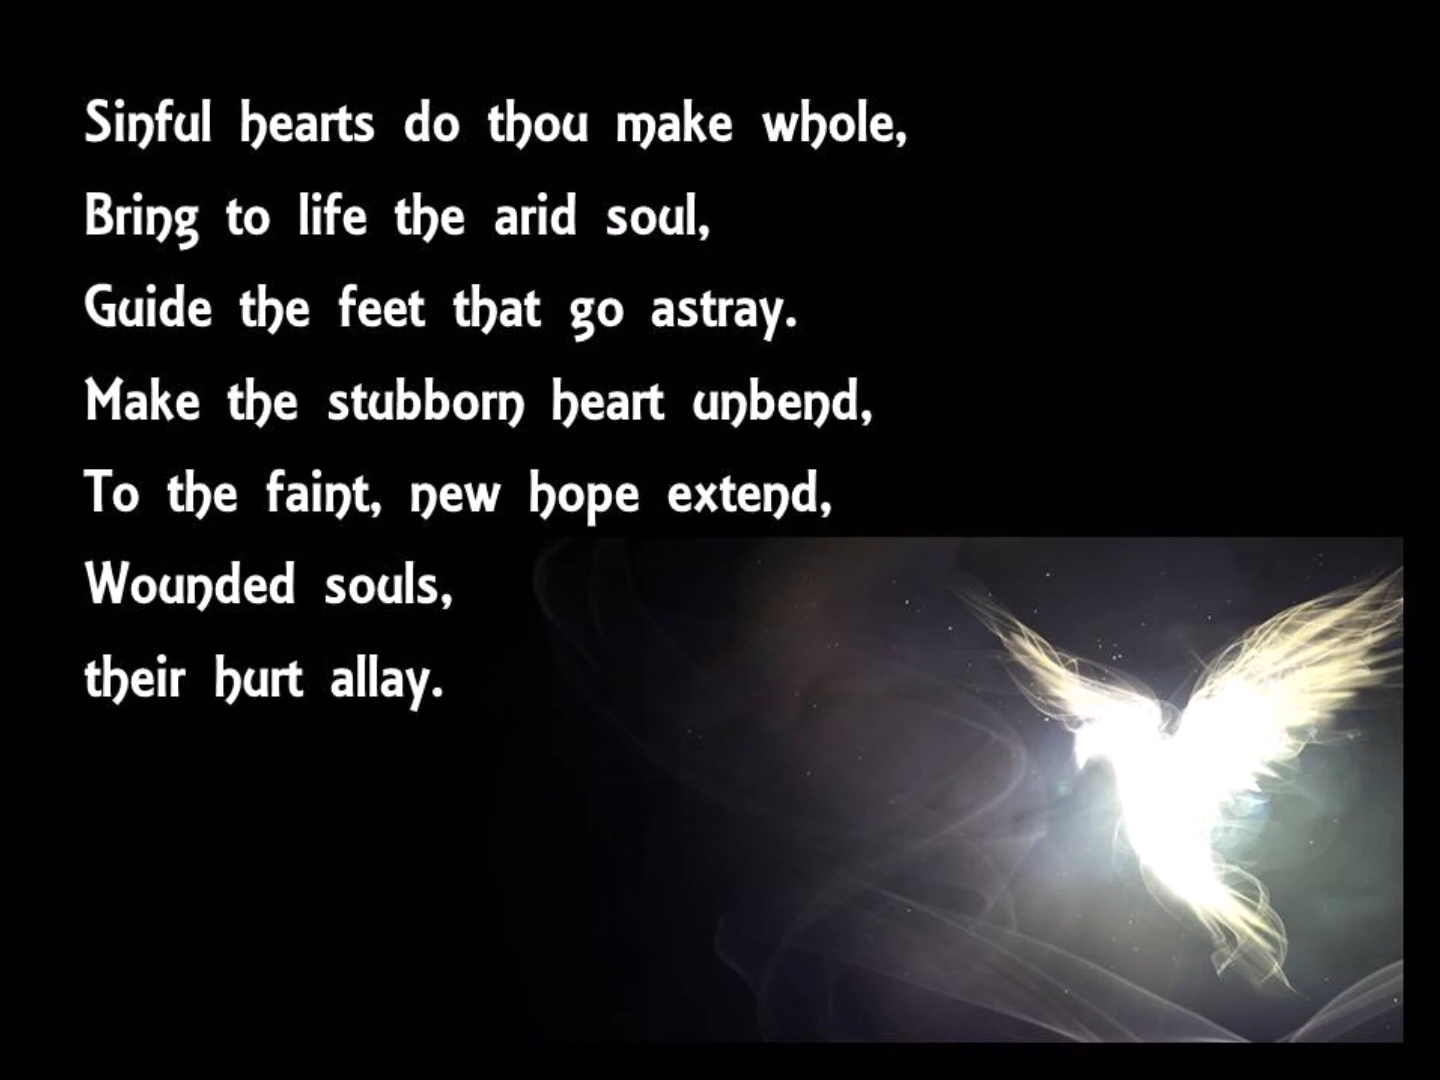 Sinful hearts do thou make whole,
Bring to life the arid soul,
Guide the feet that go astray.
Make the stubborn heart unbend,
To the faint, new hope extend,
Wounded souls,
their hurt allay.